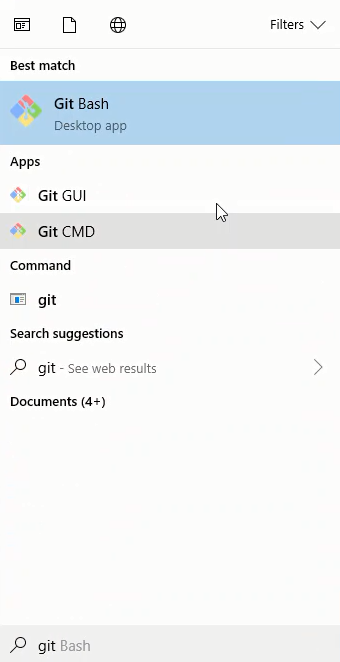 Filters
Best match
Git Bash
Desktop app
Apps
Git GUI
Git CMD
Command
git
Search suggestions
git - See web results
Documents (4+)
git Bash